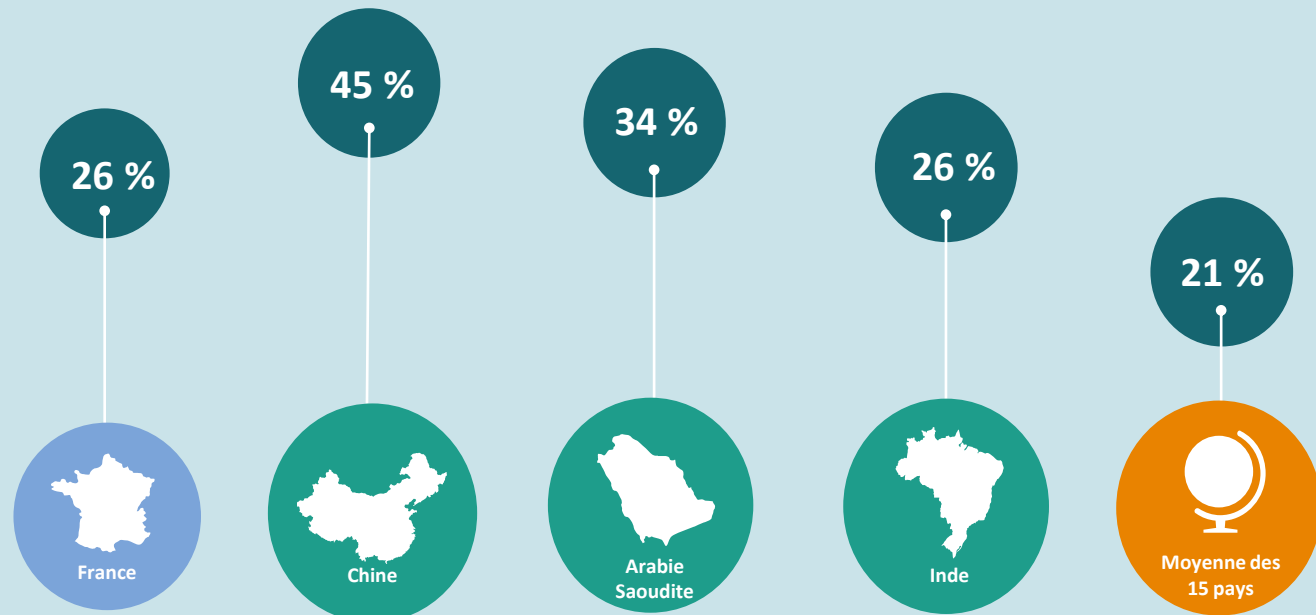 45 %
34 %
26 %
26 %
21 %
France
Chine
Arabie
Saoudite
Inde
Moyenne des
15 pays